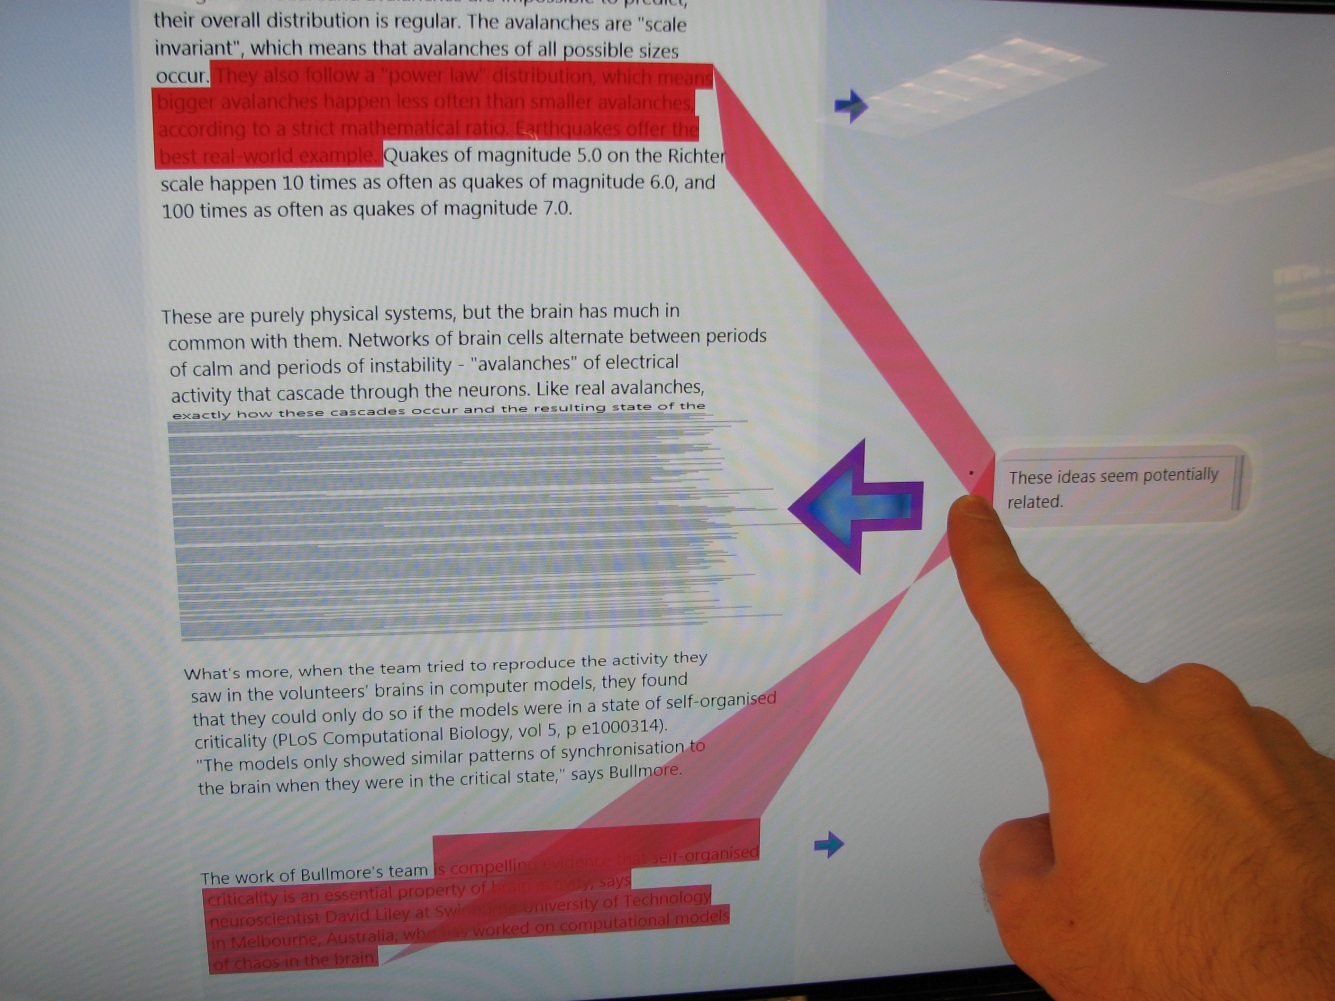 their overall distribution is regular. The avalanches are "scale
invariant", which means that avalanches of all possible sizes
occur. They also follow a "power law" distribution, which means
bigger avalanches happen less often than smaller avalanches,
according to a strict mathematical ratio. Earthquakes offer the
best real-world example. Quakes of magnitude 5.0 on the Richter
scale happen 10 times as often as quakes of magnitude 6.0, and
100 times as often as quakes of magnitude 7.0.
These are purely physical systems, but the brain has much in
common with them. Networks of brain cells alternate between periods
of calm and periods of instability - "avalanches" of electrical
activity that cascade through the neurons. Like real avalanches,
exactly how these cascades occur and the resulting state of the
These ideas seem potentially
related.
What's more, when the team tried to reproduce the activity they
saw in the volunteers' brains in computer models, they found
that they could only do so if the models were in a state of self-organised
criticality (PLoS Computational Biology, vol 5, p e1000314).
"The models only showed similar patterns of synchronisation to
the brain when they were in the critical state," says Bullmore.
The work of Bullmore's team is compelling evidence that self-organised
criticality is an essential property of brain activity, says
neuroscientist David Liley at Swinburne University of Technology
in Melbourne, Australia, who has worked on computational models
of chaos in the brain.